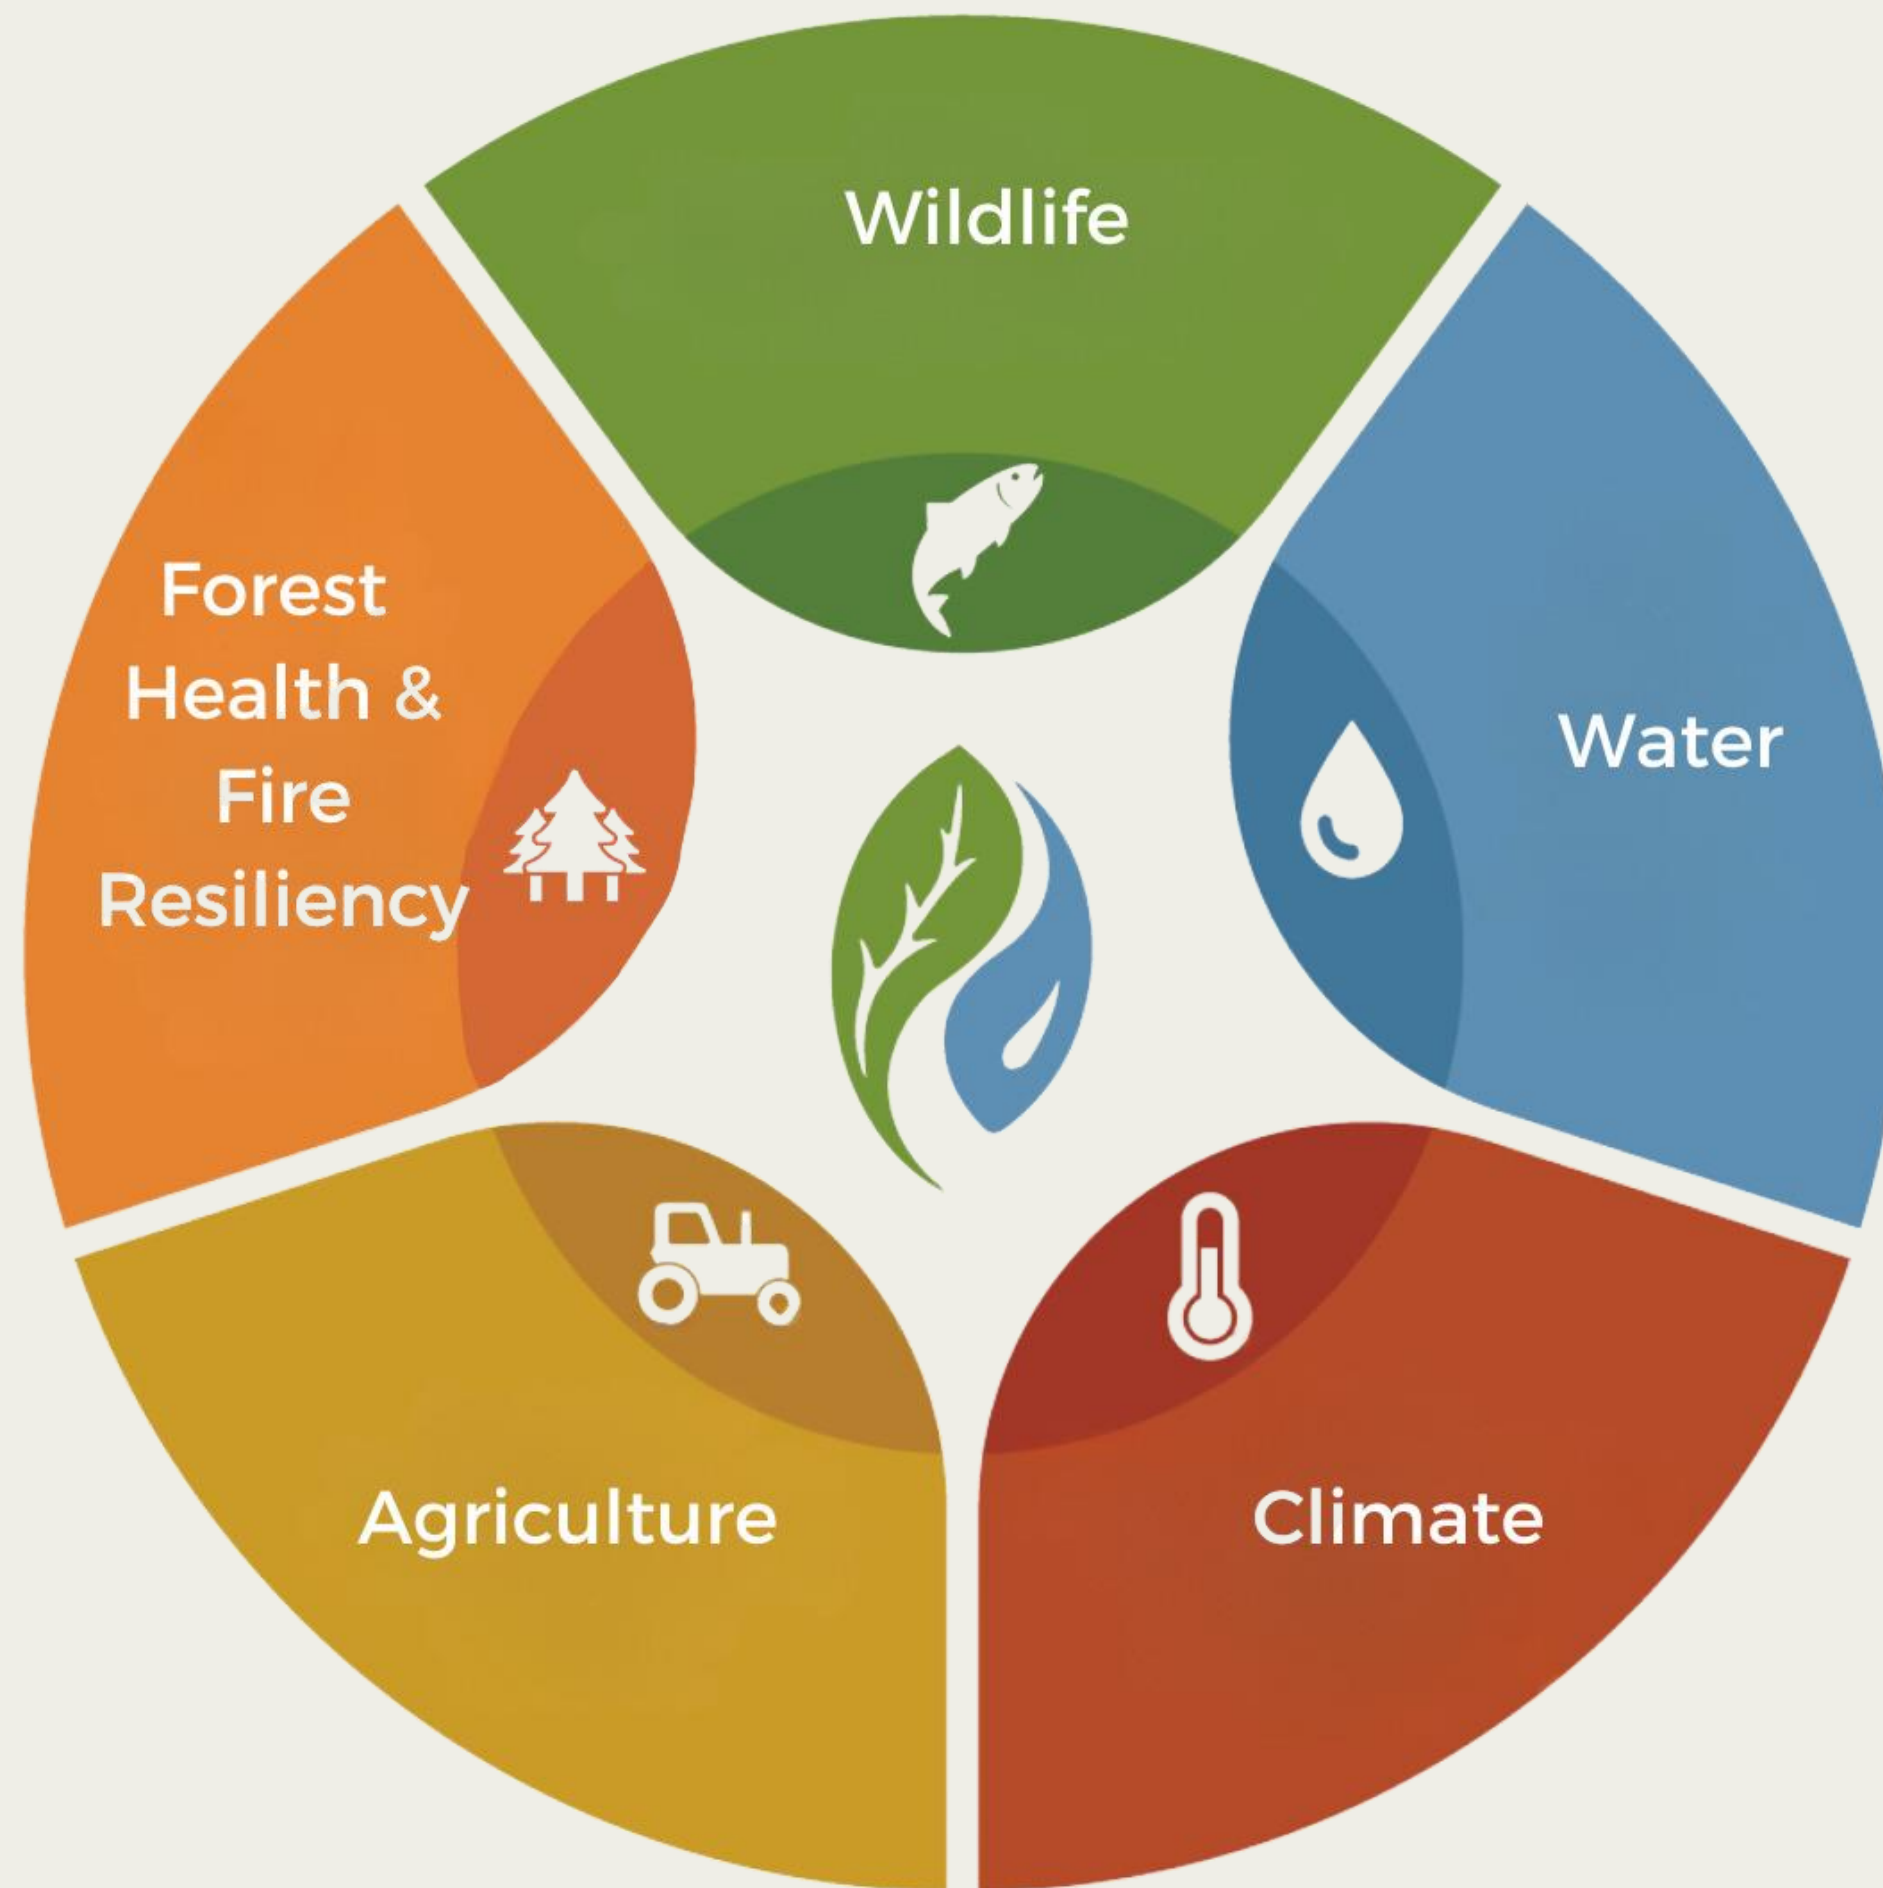 Wildlife
Forest
Health &
Fire
Resiliency
Water
Agriculture
Climate